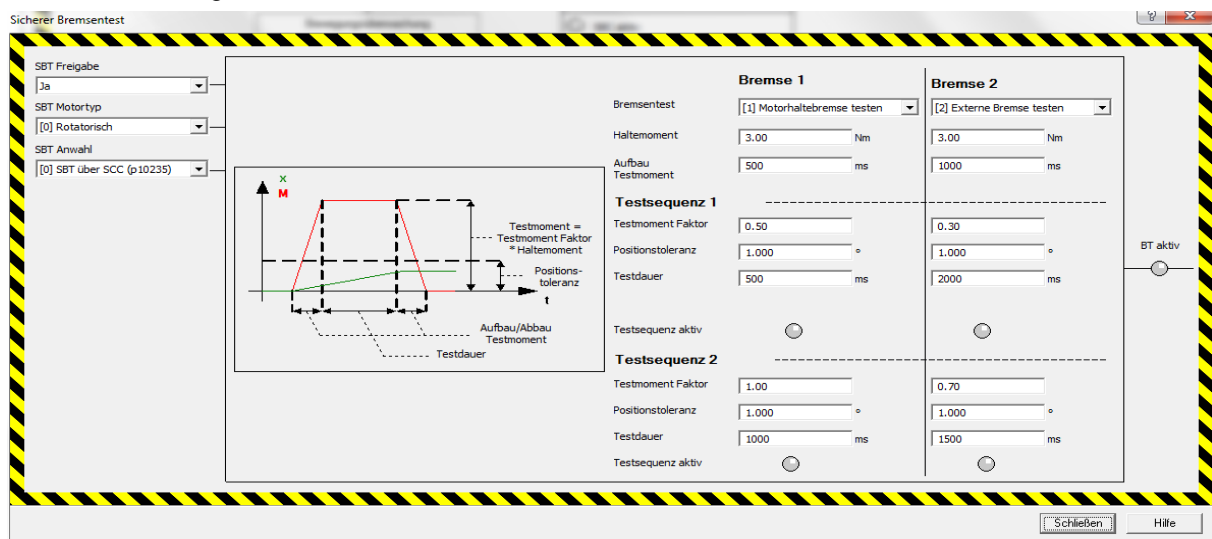 Sicherer Bremsentest
SBT Freigabe
Ja
SBT Motortyp
[0] Rotatorisch
SBT Anwahl
[0] SBT über SCC (p10235)
x
M
Testmoment =
Testmoment Faktor
* Haltemoment
Positions-
toleranz
t
Aufbau/Abbau
Testmoment
Testdauer
Bremse 1
Bremse 2
Bremsentest
[1] Motorhaltebremse testen
[2] Externe Bremse testen
Haltemoment
3.00 Nm
3.00 Nm
Aufbau
Testmoment
500 ms
1000 ms
Testsequenz 1
Testmoment Faktor
0.50
0.30
Positionstoleranz
1.000 °
1.000 °
Testdauer
500 ms
2000 ms
Testsequenz aktiv
Testsequenz 2
Testmoment Faktor
1.00
0.70
Positionstoleranz
1.000 °
1.000 °
Testdauer
1000 ms
1500 ms
Testsequenz aktiv
BT aktiv
Schließen
Hilfe